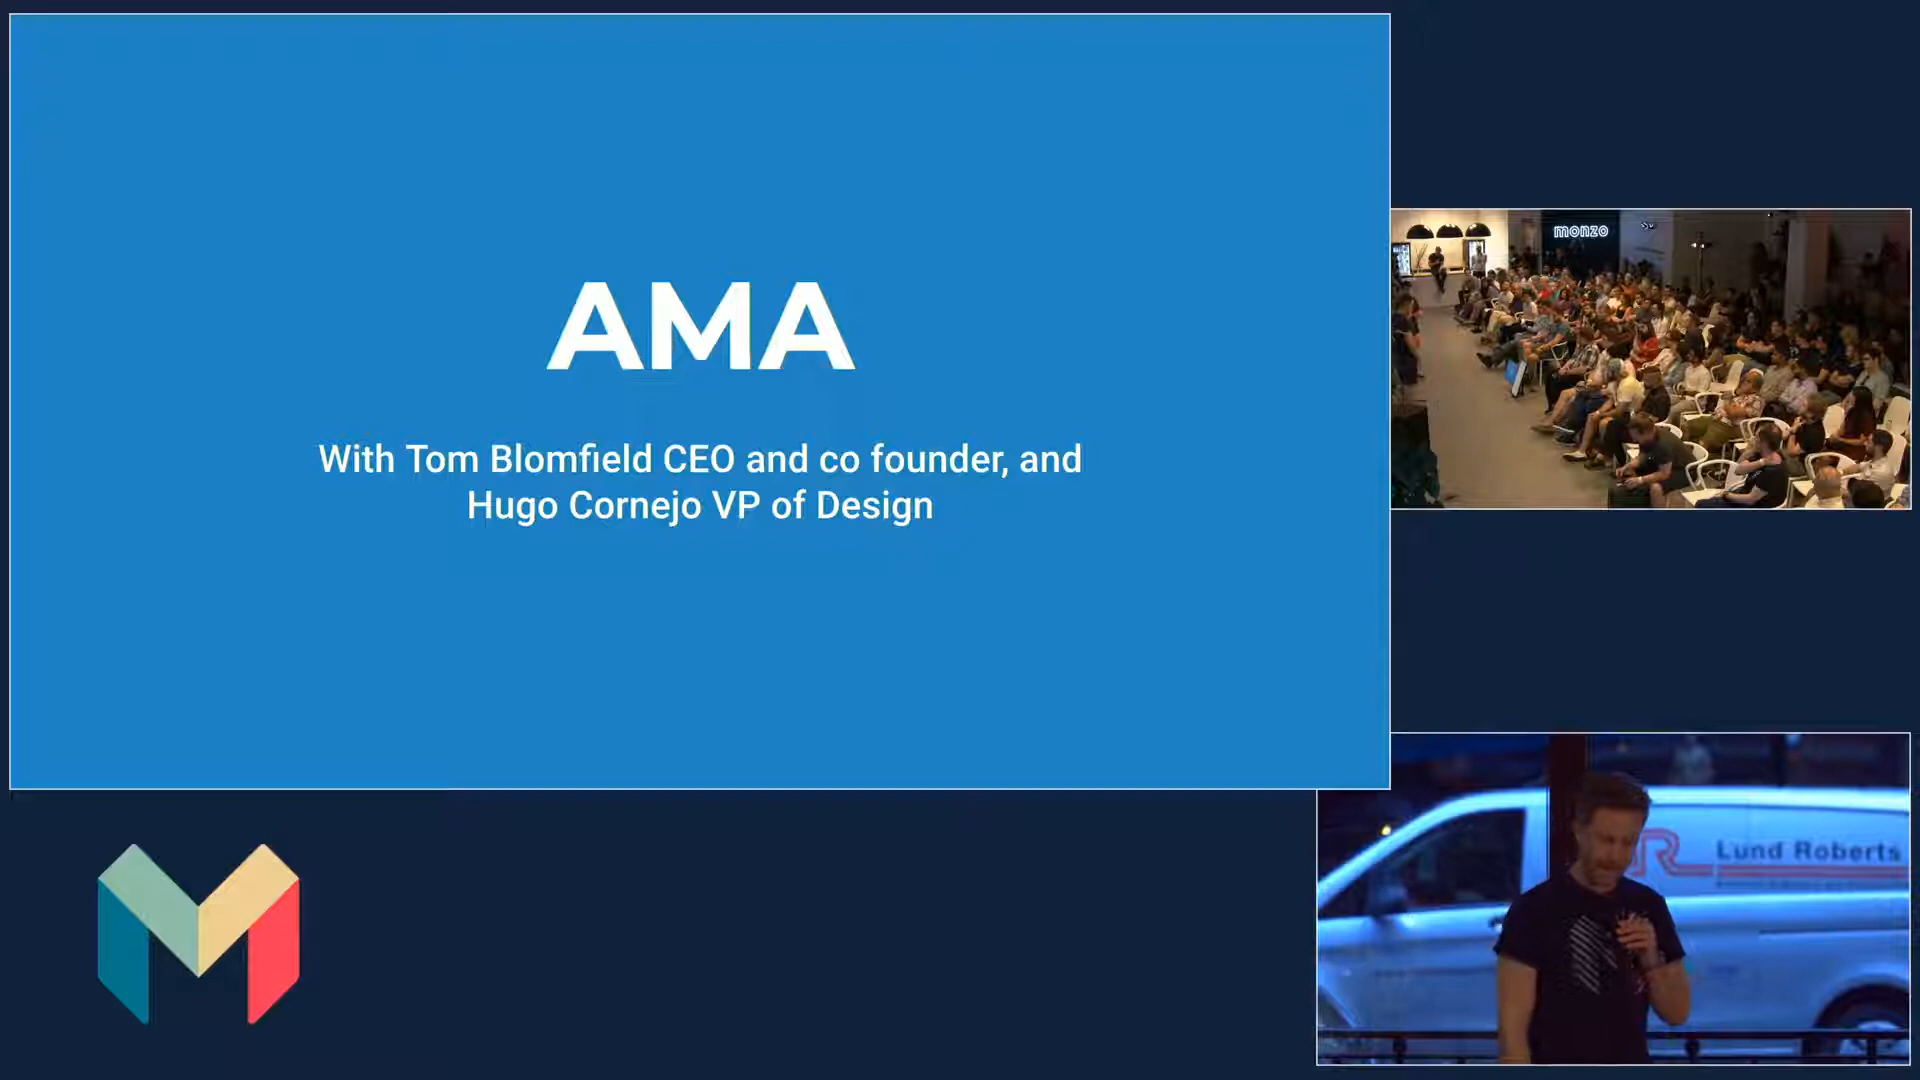 AMA
With Tom Blomfield CEO and co founder, and
Hugo Cornejo VP of Design
monzo
R Lund Roberts